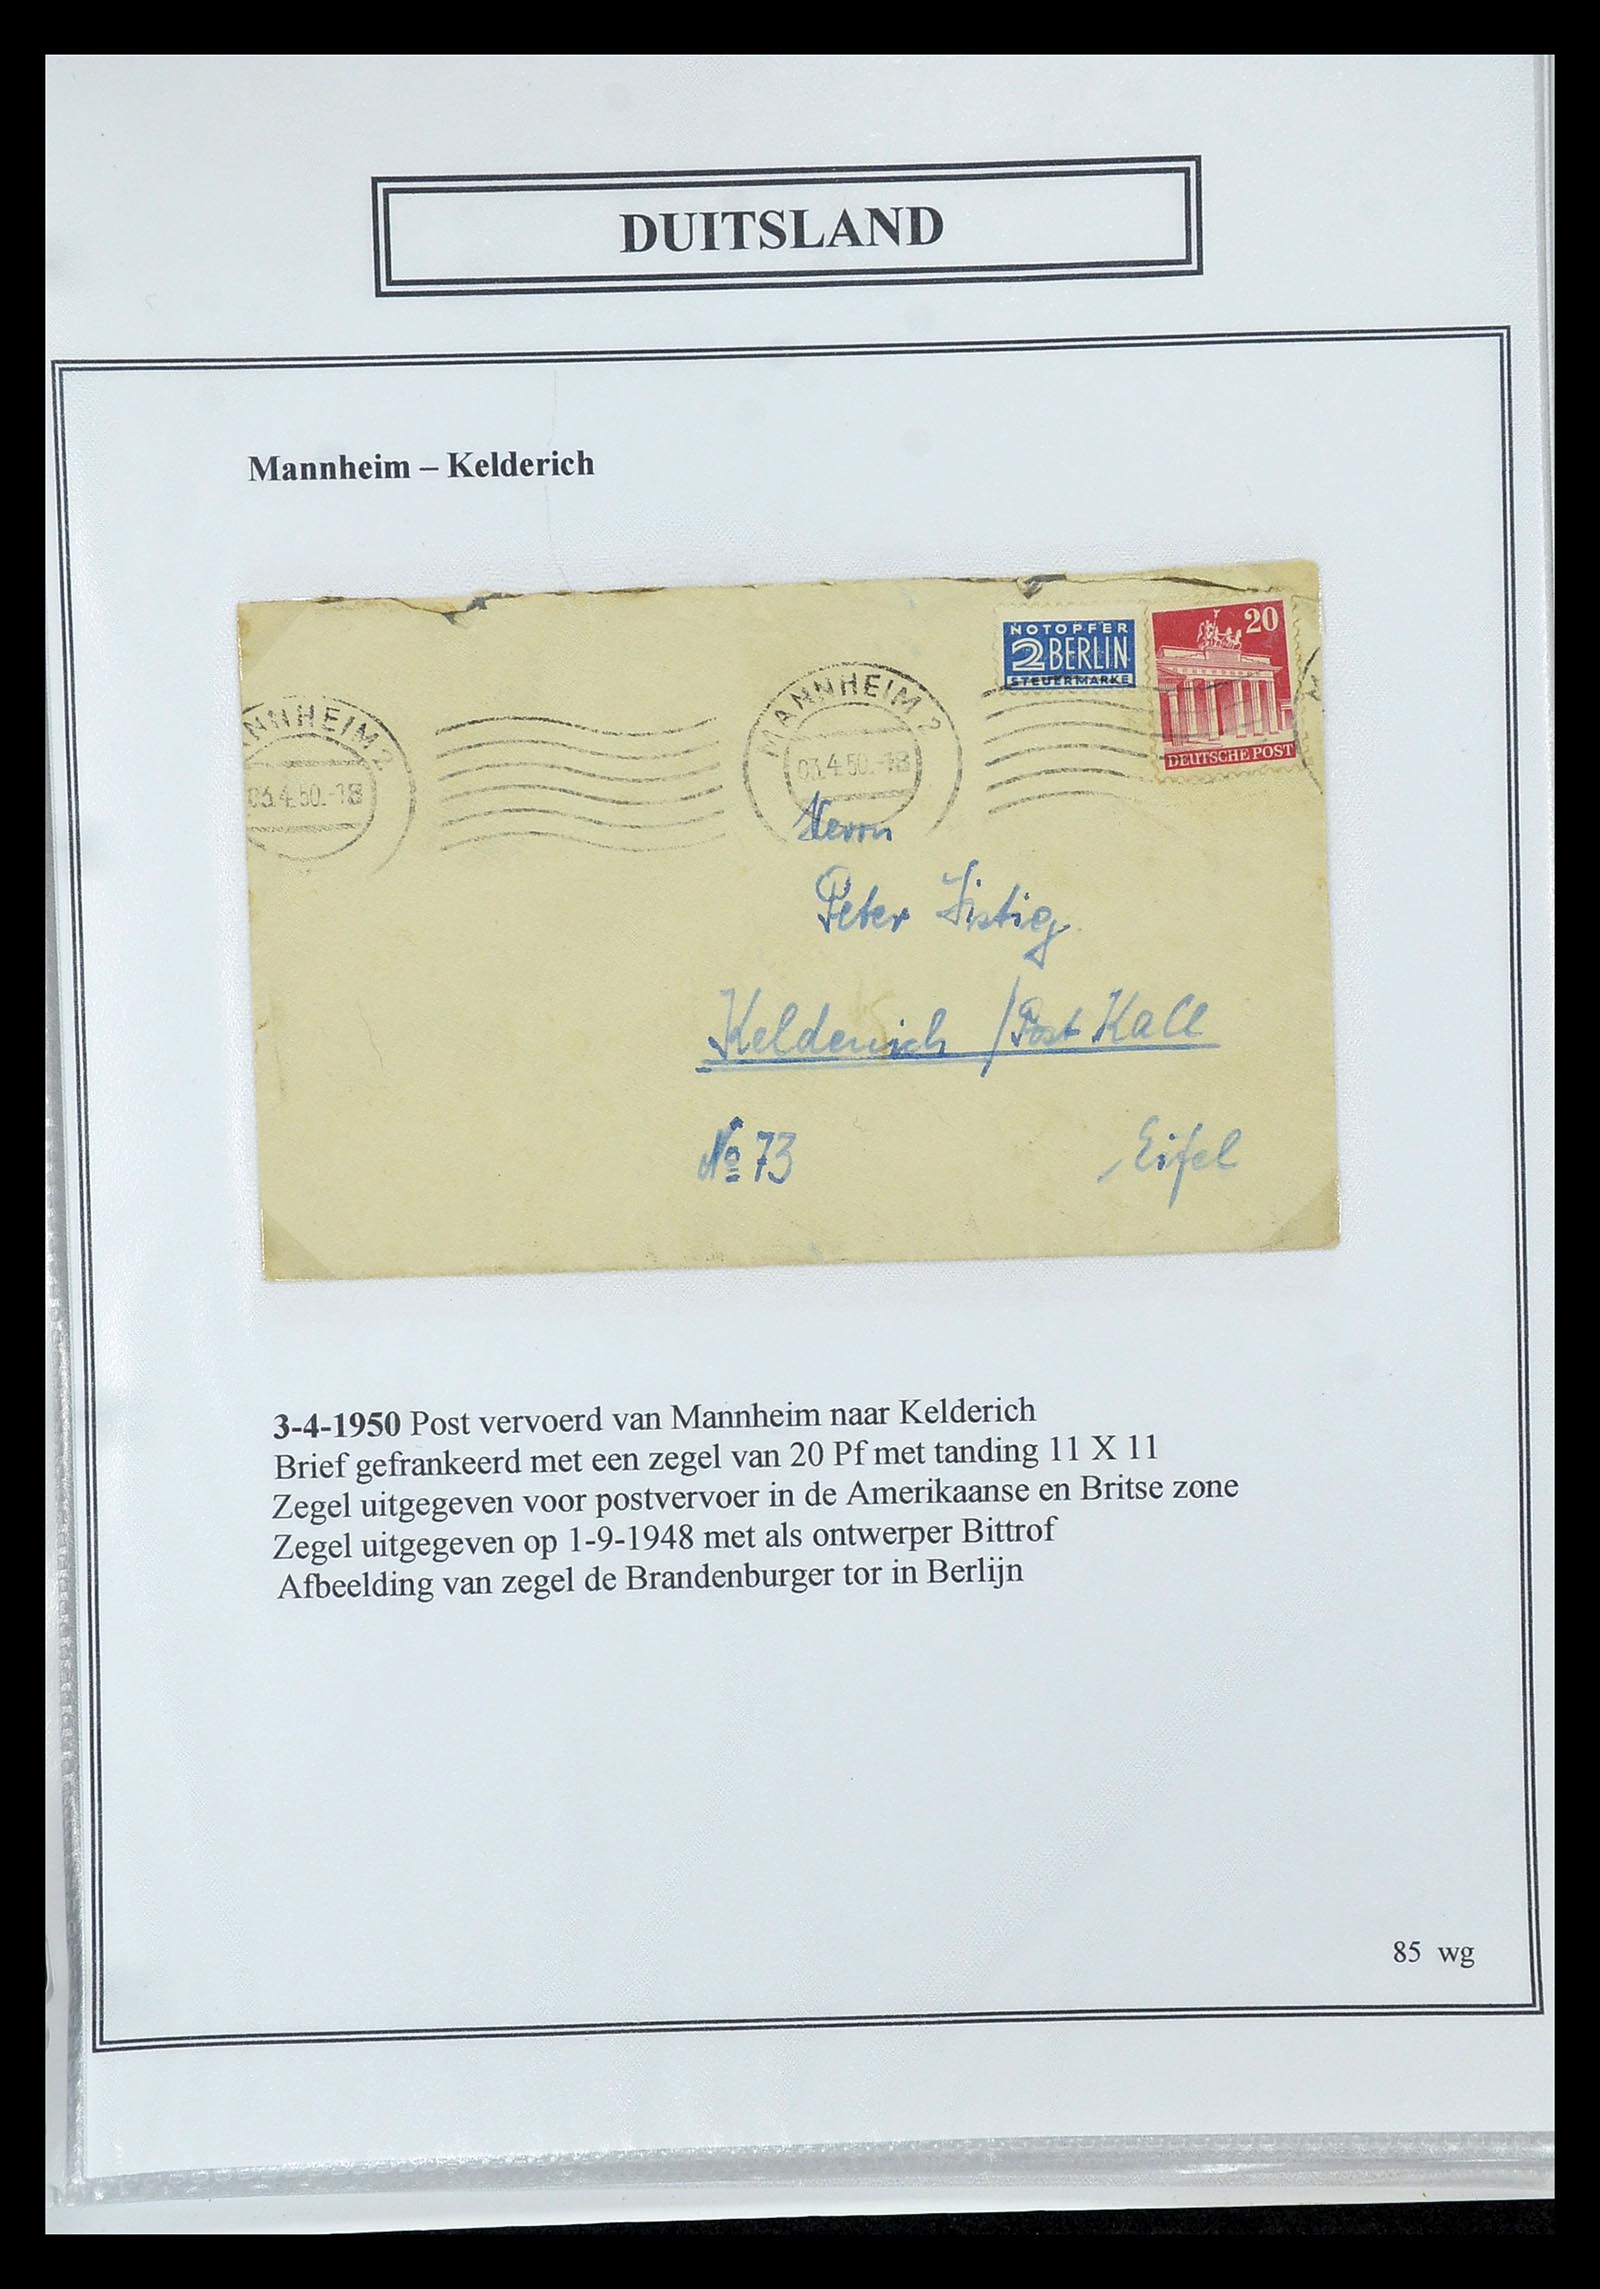 DUITSLAND
Mannheim – Kelderich
NOTOPFER
2 BERLIN
STEUERMARKE
20
DEUTSCHE POST
MANNHEIM 2
03.4.50.-18
MANNHEIM 2
03.4.50.-18
Herrn
Peter
Keldenich / Post Kall
No 73
Eifel
3-4-1950 Post vervoerd van Mannheim naar Kelderich
Brief gefrankeerd met een zegel van 20 Pf met tanding 11 X 11
Zegel uitgegeven voor postvervoer in de Amerikaanse en Britse zone
Zegel uitgegeven op 1-9-1948 met als ontwerper Bittrof
Afbeelding van zegel de Brandenburger tor in Berlijn
85 wg